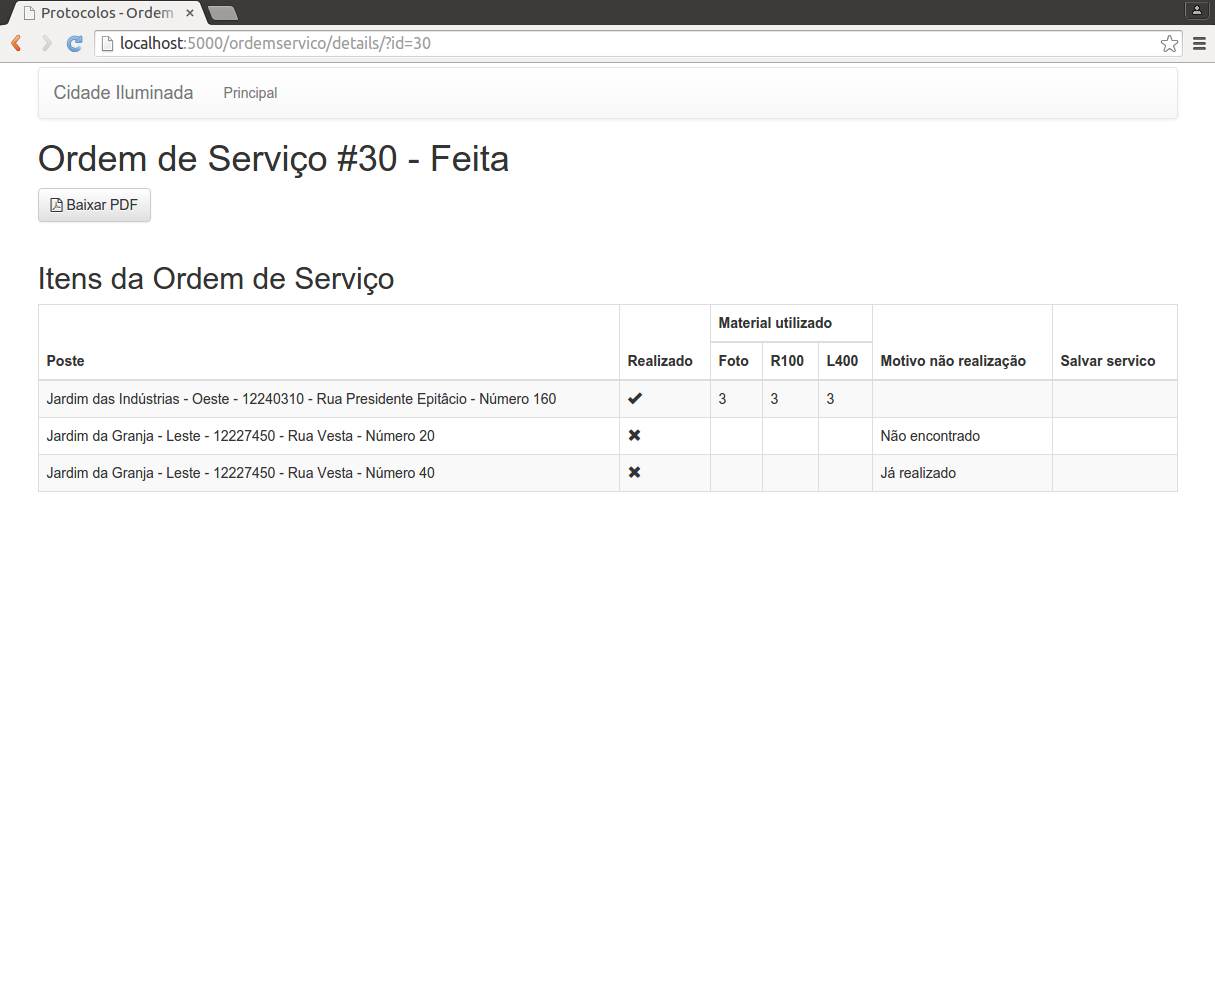 Protocolos - Ordem
localhost:5000/ordemservico/details/?id=30
Cidade Iluminada Principal
Ordem de Serviço #30 - Feita
Baixar PDF
Itens da Ordem de Serviço
Material utilizado
Poste Realizado Foto R100 L400 Motivo não realização Salvar servico
Jardim das Indústrias - Oeste - 12240310 - Rua Presidente Epitâcio - Número 160 3 3 3
Jardim da Granja - Leste - 12227450 - Rua Vesta - Número 20 Não encontrado
Jardim da Granja - Leste - 12227450 - Rua Vesta - Número 40 Já realizado